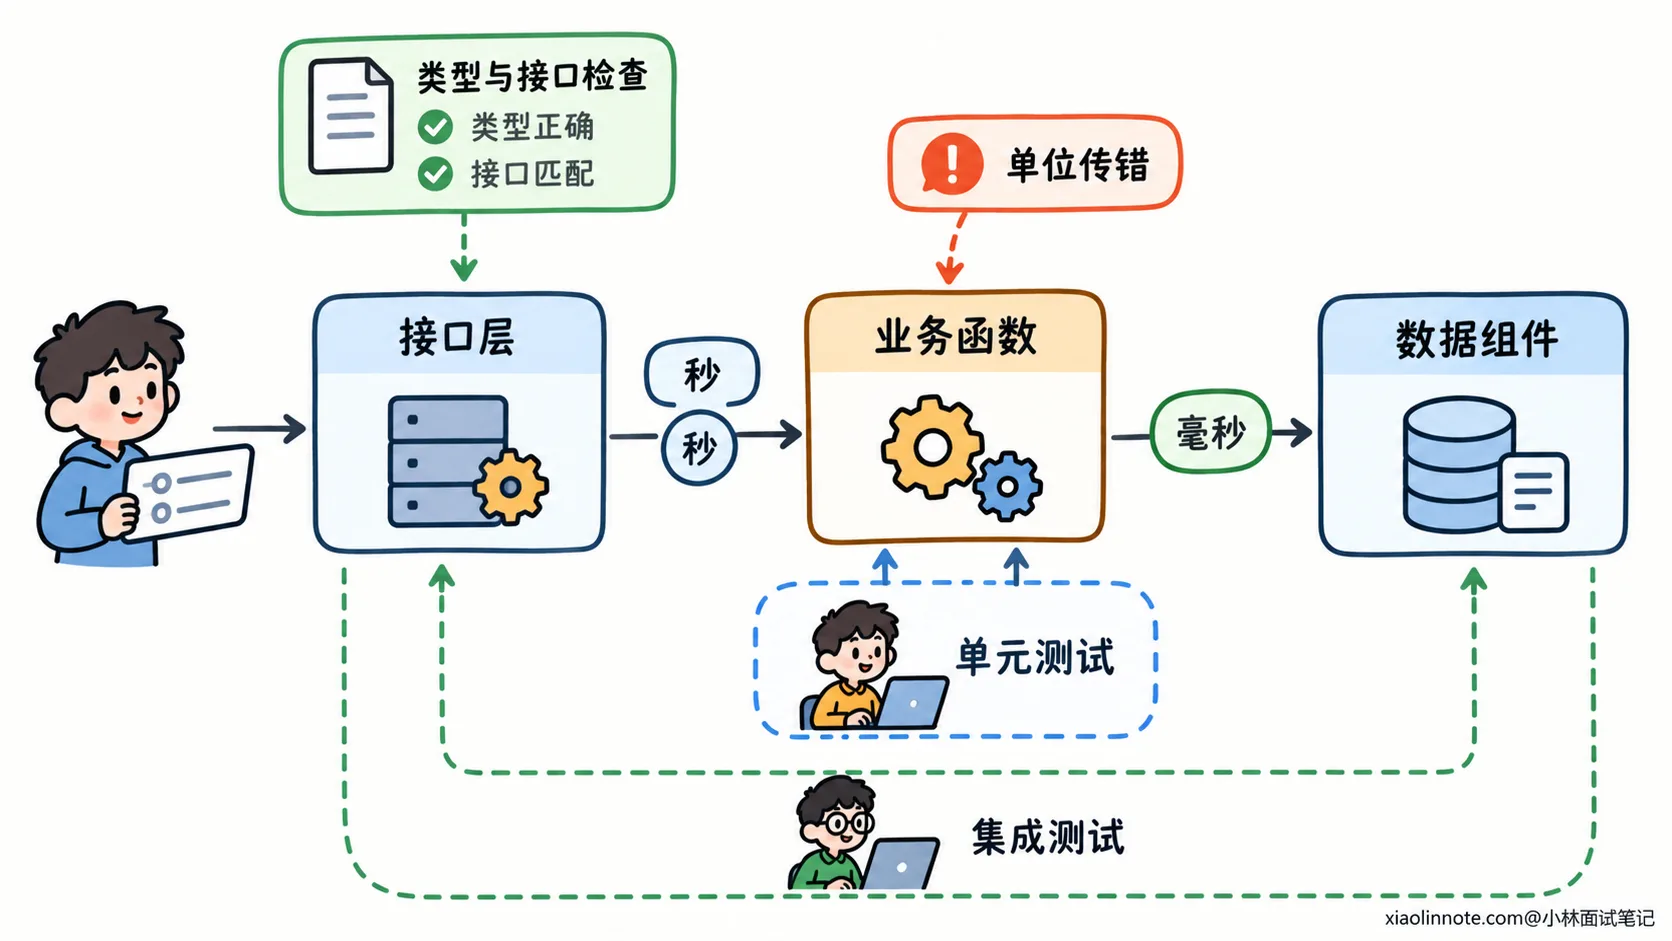 类型与接口检查
类型正确
接口匹配
单位传错
接口层
秒
秒
业务函数
毫秒
数据组件
单元测试
集成测试
xiaolinnote.com@小林面试笔记